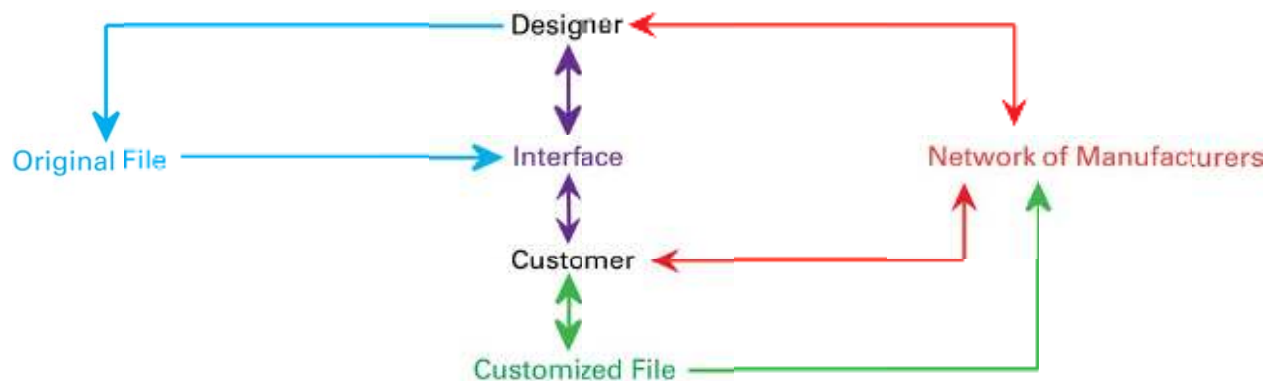 Designer
Original File
Interface
Network of Manufacturers
Customer
Customized File